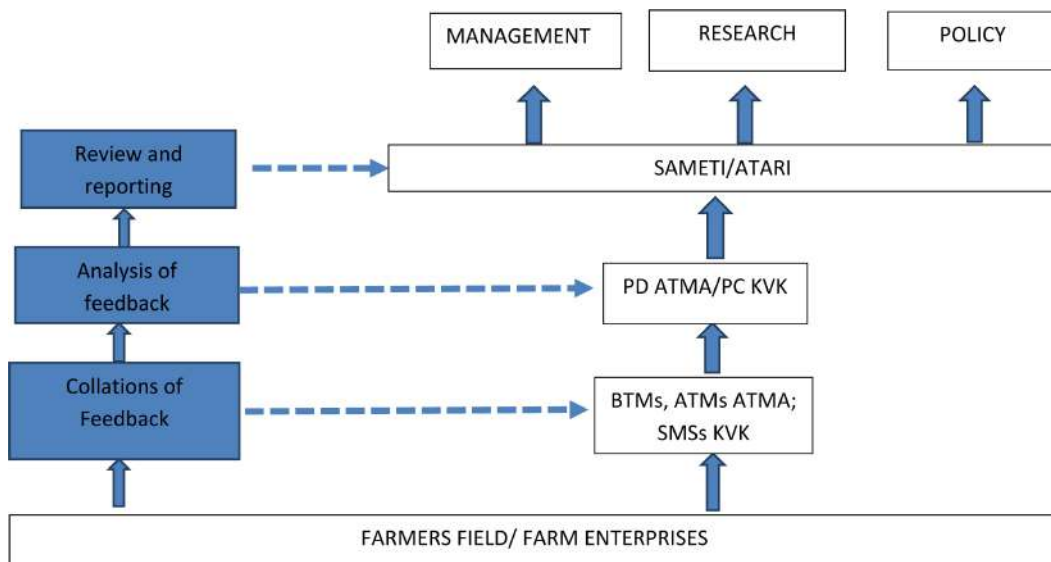 MANAGEMENT
RESEARCH
POLICY
Review and
reporting
SAMETI/ATARI
Analysis of
feedback
PD ATMA/PC KVK
Collations of
Feedback
BTMs, ATMs ATMA;
SMSs KVK
FARMERS FIELD/ FARM ENTERPRISES